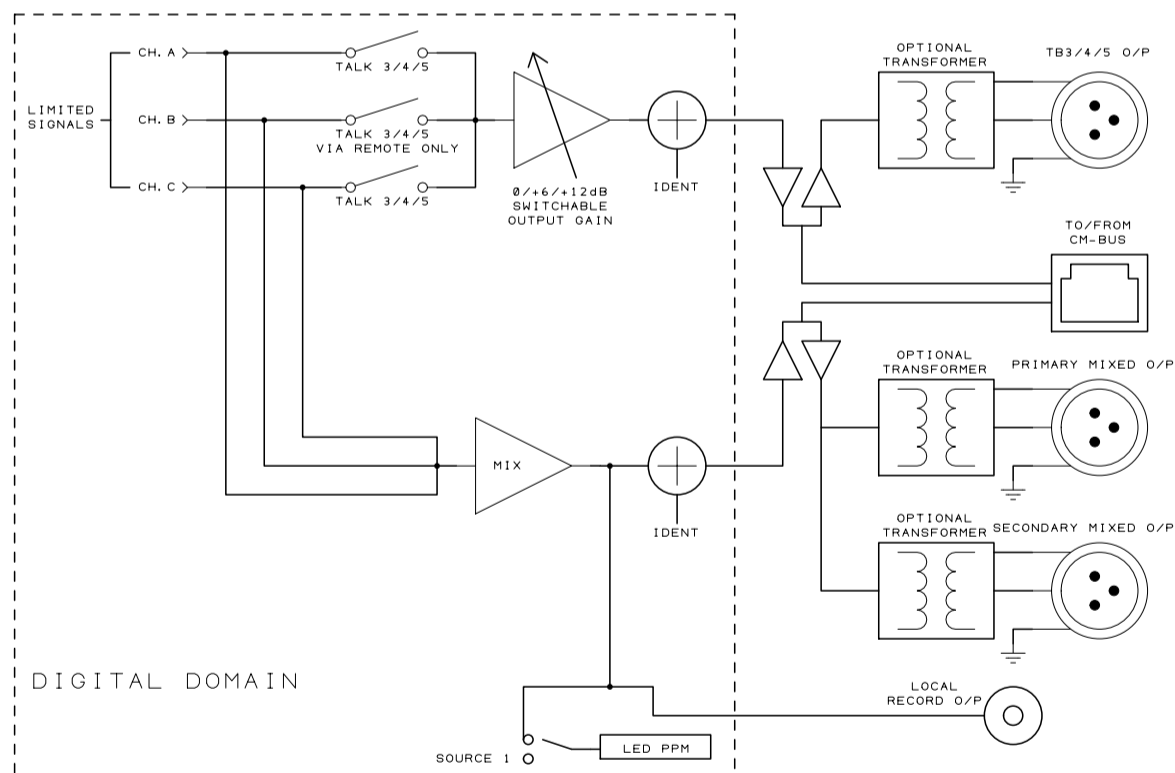 CH. A
TALK 3/4/5
LIMITED
SIGNALS
CH. B
TALK 3/4/5
VIA REMOTE ONLY
CH. C
TALK 3/4/5
0/+6/+12dB
SWITCHABLE
OUTPUT GAIN
IDENT
OPTIONAL
TRANSFORMER
TB3/4/5 O/P
TO/FROM
CM-BUS
OPTIONAL
TRANSFORMER
PRIMARY MIXED O/P
MIX
IDENT
OPTIONAL
TRANSFORMER
SECONDARY MIXED O/P
DIGITAL DOMAIN
LOCAL
RECORD O/P
SOURCE 1
LED PPM